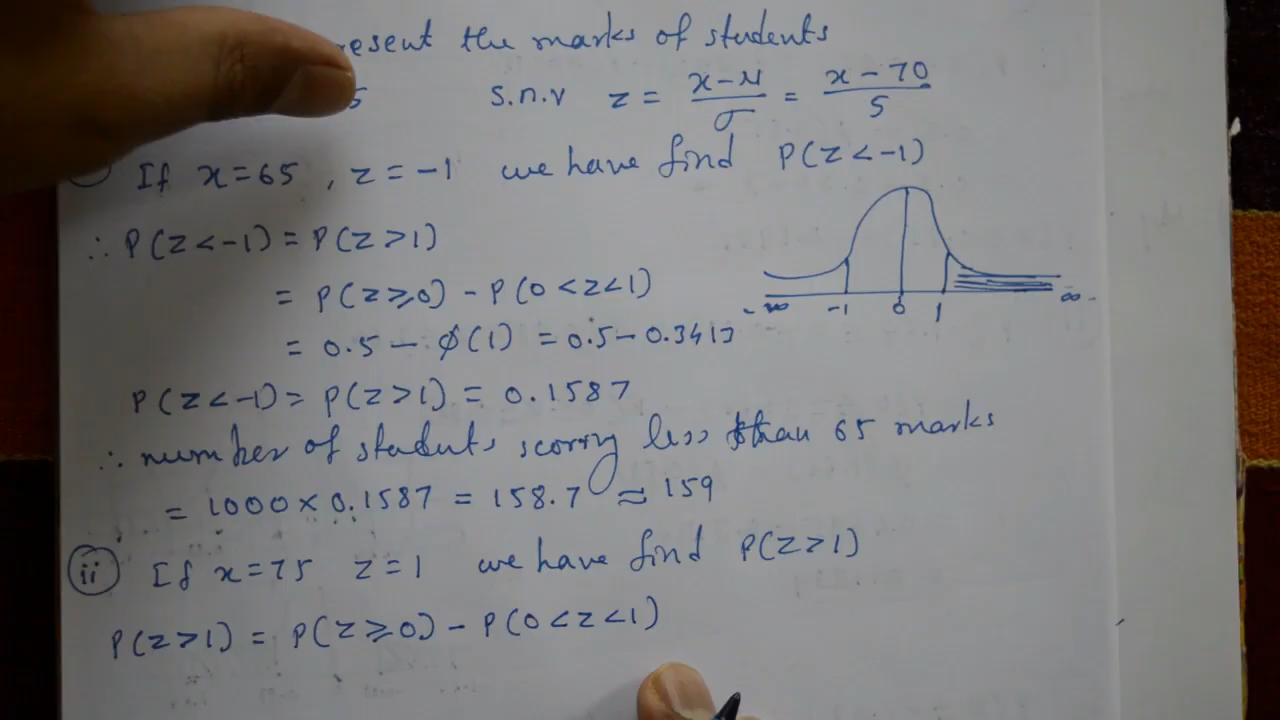 the marks of students
5 s.n.v z = x-μ/σ = x-70/5
If x=65 , z = -1 we have find P(z<-1)
∴ P(z<-1) = P(z>1)
= P(z⩾0) - P(0<z<1)
-∞ -1 0 1 ∞
= 0.5 - φ(1) = 0.5-0.3413
P(z<-1) = P(z>1) = 0.1587
∴ number of students scoring less than 65 marks
= 1000×0.1587 = 158.7 ≈ 159
(ii) If x=75 z=1 we have find P(z>1)
P(z>1) = P(z⩾0) - P(0<z<1)